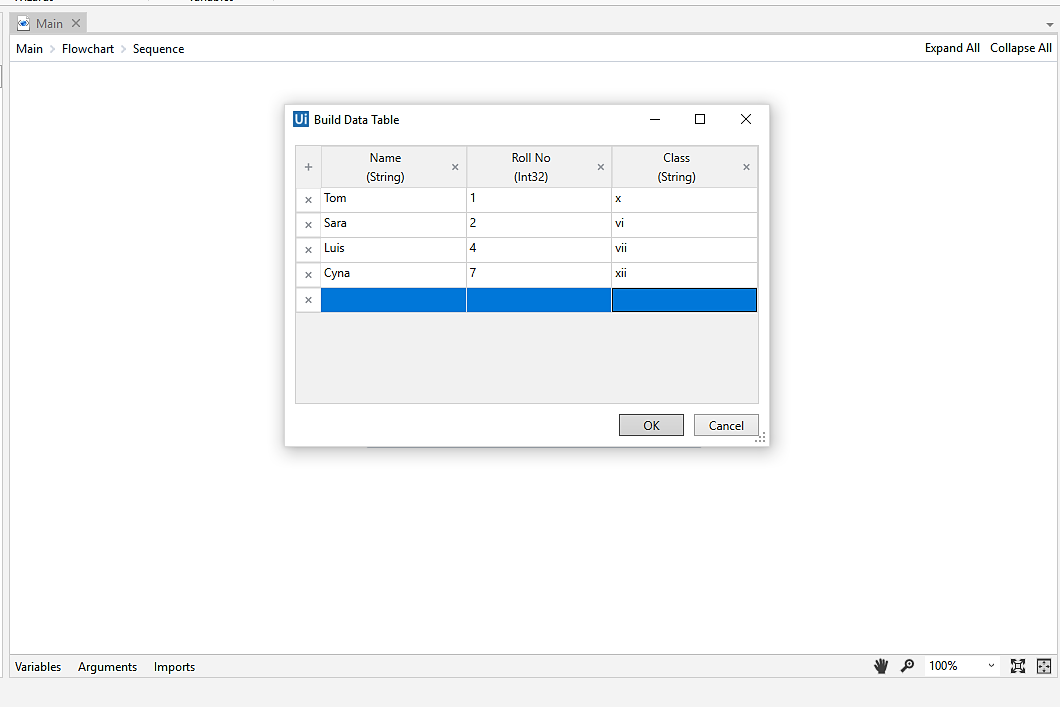 Main
Main > Flowchart > Sequence
Expand All Collapse All
Ui Build Data Table
+ Name (String) × Roll No (Int32) × Class (String) ×
× Tom 1 x
× Sara 2 vi
× Luis 4 vii
× Cyna 7 xii
×
OK Cancel
Variables Arguments Imports
100%